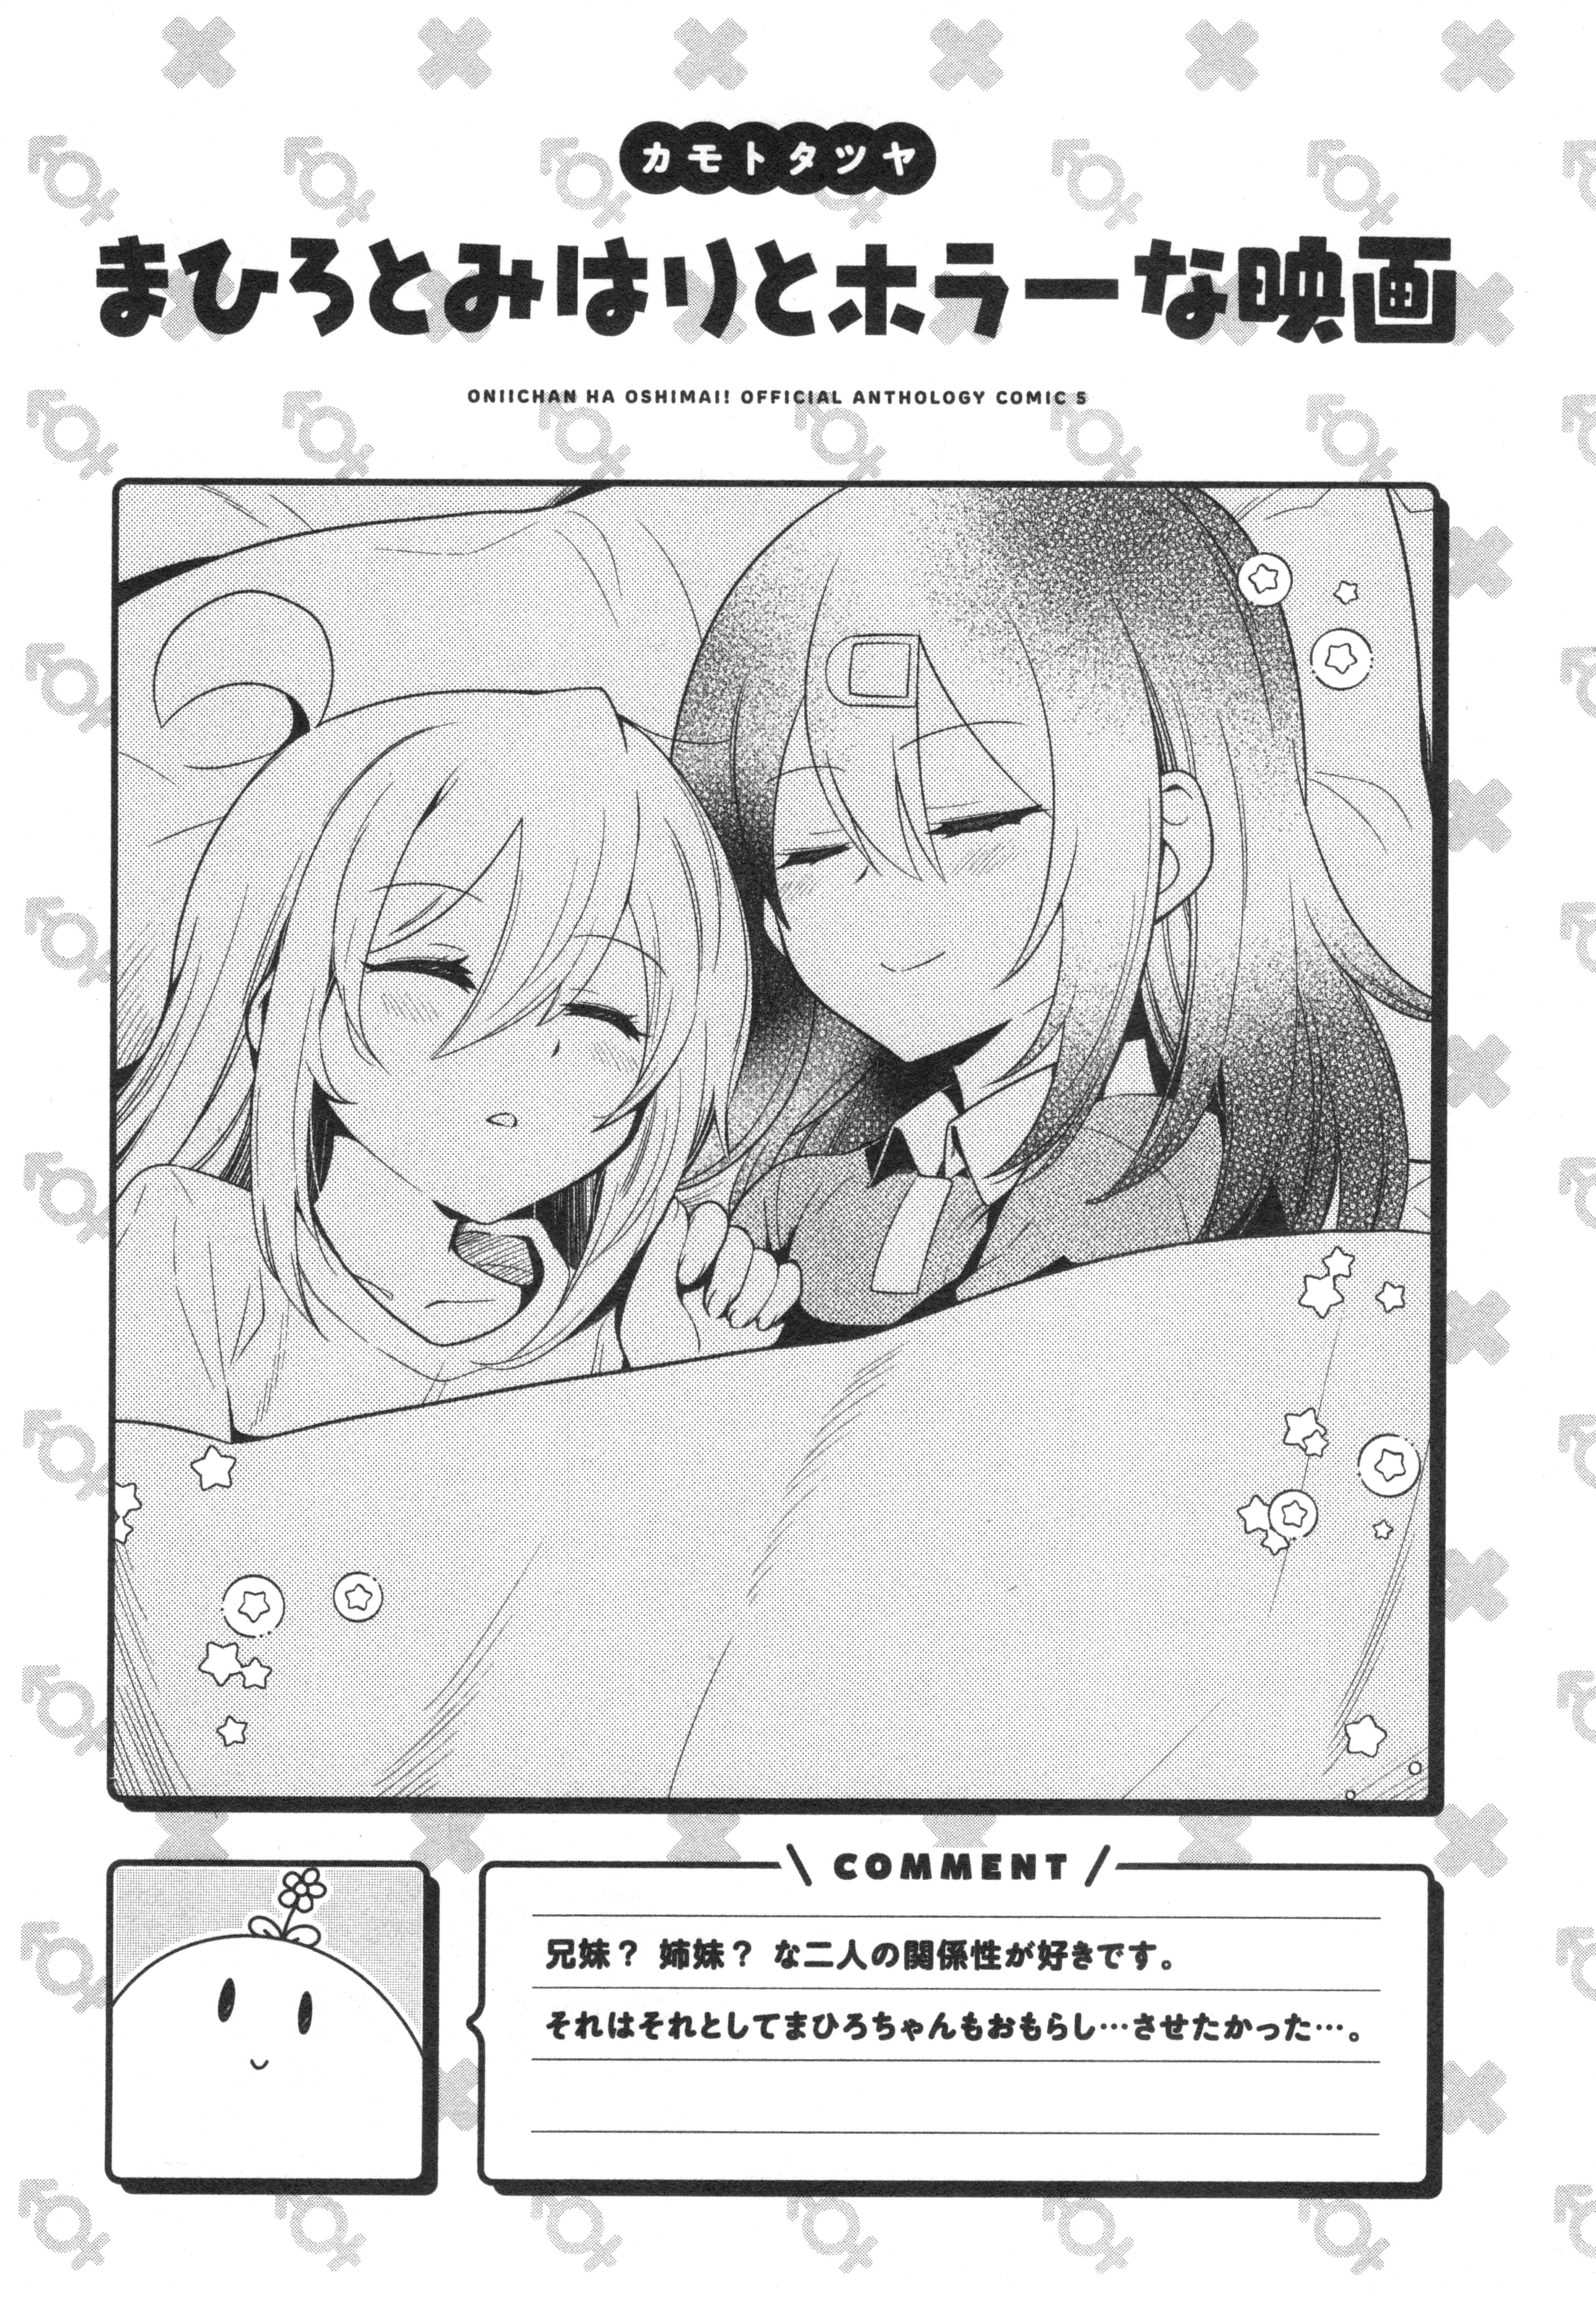 カモトタツヤ
まひろとみはりとホラーな映画
ONIICHAN HA OSHIMAI! OFFICIAL ANTHOLOGY COMIC 5
COMMENT
兄妹？ 姉妹？ な二人の関係性が好きです。
それはそれとしてまひろちゃんもおもらし…させたかった…。